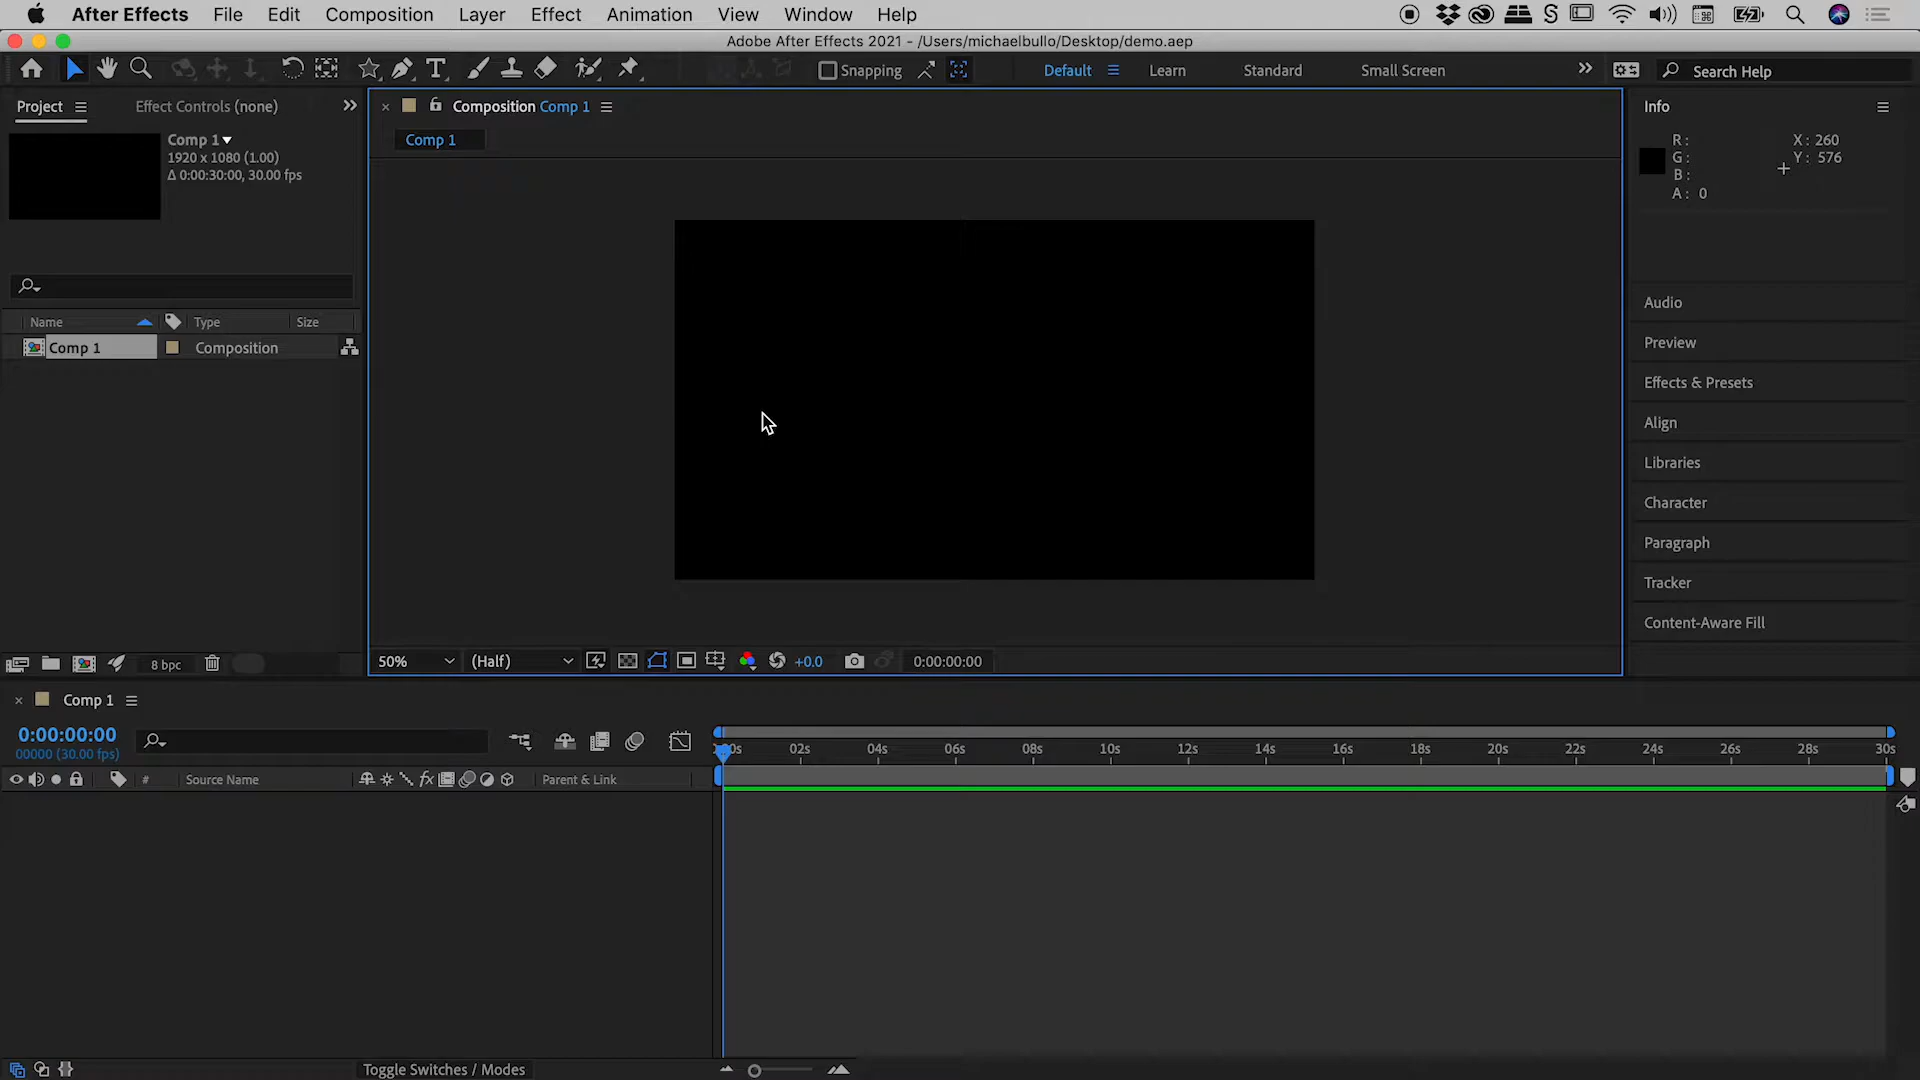 After Effects File Edit Composition Layer Effect Animation View Window Help
Adobe After Effects 2021 - /Users/michaelbullo/Desktop/demo.aep
Snapping Default Learn Standard Small Screen Search Help
Project Effect Controls (none)
Composition Comp 1
Info
Comp 1
1920 x 1080 (1.00)
Δ 0:00:30:00, 30.00 fps
Comp 1
R :
G :
B :
A : 0
X : 260
Y : 576
Name Type Size
Comp 1 Composition
Audio
Preview
Effects & Presets
Align
Libraries
Character
Paragraph
Tracker
Content-Aware Fill
8 bpc
50% (Half) +0.0 0:00:00:00
Comp 1
0:00:00:00
00000 (30.00 fps)
02s 04s 06s 08s 10s 12s 14s 16s 18s 20s 22s 24s 26s 28s 30s
# Source Name fx Parent & Link
Toggle Switches / Modes